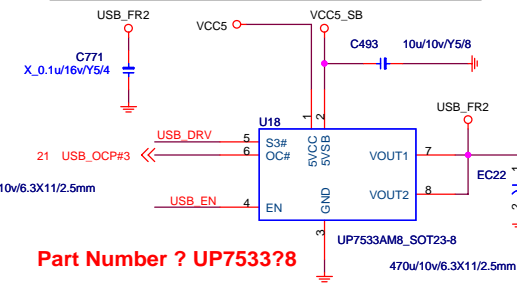 USB_FR2
VCC5
VCC5_SB
C771
X_0.1u/16v/Y5/4
C493
10u/10v/Y5/8
USB_FR2
U18
1
2
5VCC
5VSB
USB_DRV
5
S3#
VOUT1
7
21
USB_OCP#3
6
OC#
EC22
1
10v/6.3X11/2.5mm
USB_EN
4
EN
GND
VOUT2
8
2
3
UP7533AM8_SOT23-8
Part Number ? UP7533?8
470u/10v/6.3X11/2.5mm